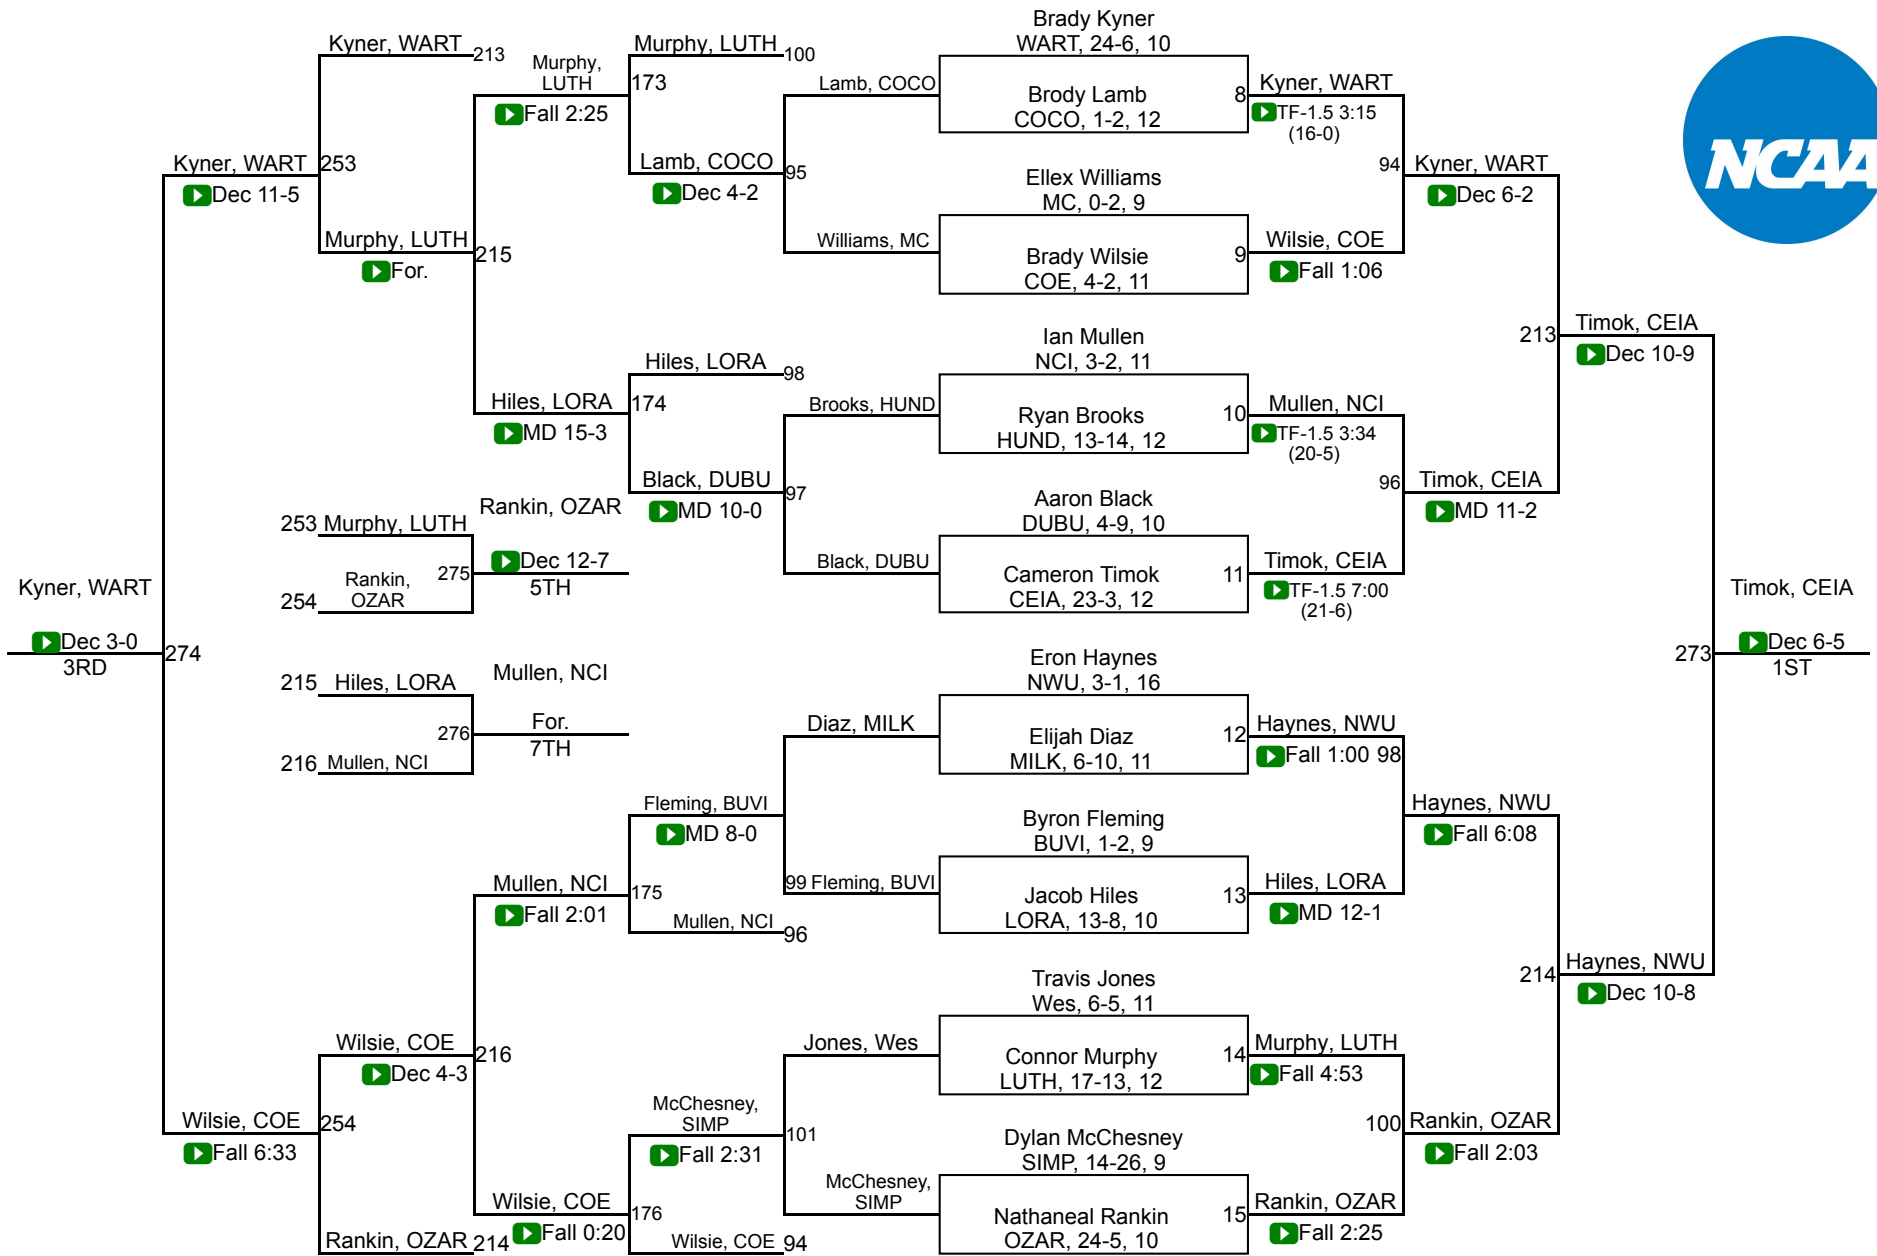 Brady Kyner
WART, 24-6, 10
Kyner, WART
213
Murphy, LUTH
100
Murphy,
LUTH
173
Fall 2:25
Lamb, COCO
Brody Lamb
COCO, 1-2, 12
8
Kyner, WART
TF-1.5 3:15
(16-0)
NCAA
Kyner, WART
253
Dec 11-5
Lamb, COCO
95
Dec 4-2
Ellex Williams
MC, 0-2, 9
94
Kyner, WART
Dec 6-2
Murphy, LUTH
215
For.
Williams, MC
Brady Wilsie
COE, 4-2, 11
9
Wilsie, COE
Fall 1:06
Ian Mullen
NCI, 3-2, 11
213
Timok, CEIA
Dec 10-9
Hiles, LORA
98
Hiles, LORA
174
MD 15-3
Brooks, HUND
Ryan Brooks
HUND, 13-14, 12
10
Mullen, NCI
TF-1.5 3:34
(20-5)
Black, DUBU
97
MD 10-0
Aaron Black
DUBU, 4-9, 10
96
Timok, CEIA
MD 11-2
Rankin, OZAR
253 Murphy, LUTH
275
Dec 12-7
5TH
254
Rankin,
OZAR
Black, DUBU
Cameron Timok
CEIA, 23-3, 12
11
Timok, CEIA
TF-1.5 7:00
(21-6)
Kyner, WART
Dec 3-0
3RD
274
Timok, CEIA
273
Dec 6-5
1ST
Mullen, NCI
215 Hiles, LORA
276
For.
7TH
216 Mullen, NCI
Eron Haynes
NWU, 3-1, 16
Diaz, MILK
Elijah Diaz
MILK, 6-10, 11
12
Haynes, NWU
Fall 1:00 98
Fleming, BUVI
MD 8-0
Byron Fleming
BUVI, 1-2, 9
Haynes, NWU
Fall 6:08
Mullen, NCI
175
Fall 2:01
99 Fleming, BUVI
Jacob Hiles
LORA, 13-8, 10
13
Hiles, LORA
MD 12-1
Mullen, NCI
96
Travis Jones
Wes, 6-5, 11
214
Haynes, NWU
Dec 10-8
Wilsie, COE
216
Dec 4-3
Jones, Wes
Connor Murphy
LUTH, 17-13, 12
14
Murphy, LUTH
Fall 4:53
Wilsie, COE
254
Fall 6:33
McChesney,
SIMP
101
Fall 2:31
Dylan McChesney
SIMP, 14-26, 9
100
Rankin, OZAR
Fall 2:03
Wilsie, COE
176
Fall 0:20
McChesney,
SIMP
Nathaneal Rankin
OZAR, 24-5, 10
15
Rankin, OZAR
Fall 2:25
Rankin, OZAR
214
Wilsie, COE
94